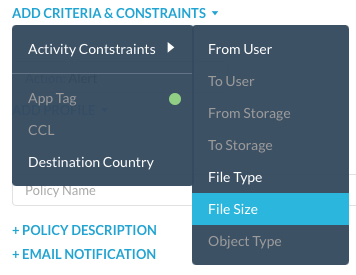 ADD CRITERIA & CONSTRAINTS
Activity Contstraints
App Tag
CCL
Destination Country
From User
To User
From Storage
To Storage
File Type
File Size
Object Type
Policy Name
+ POLICY DESCRIPTION
+ EMAIL NOTIFICATION